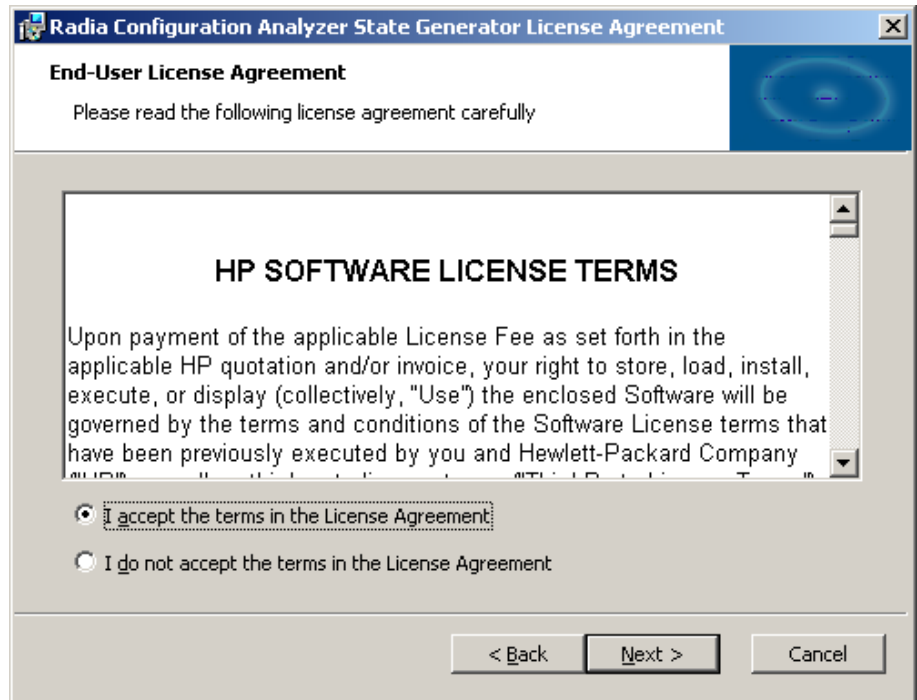 Radia Configuration Analyzer State Generator License Agreement
End-User License Agreement
Please read the following license agreement carefully
HP SOFTWARE LICENSE TERMS
Upon payment of the applicable License Fee as set forth in the
applicable HP quotation and/or invoice, your right to store, load, install,
execute, or display (collectively, "Use") the enclosed Software will be
governed by the terms and conditions of the Software License terms that
have been previously executed by you and Hewlett-Packard Company
I accept the terms in the License Agreement
I do not accept the terms in the License Agreement
< Back
Next >
Cancel